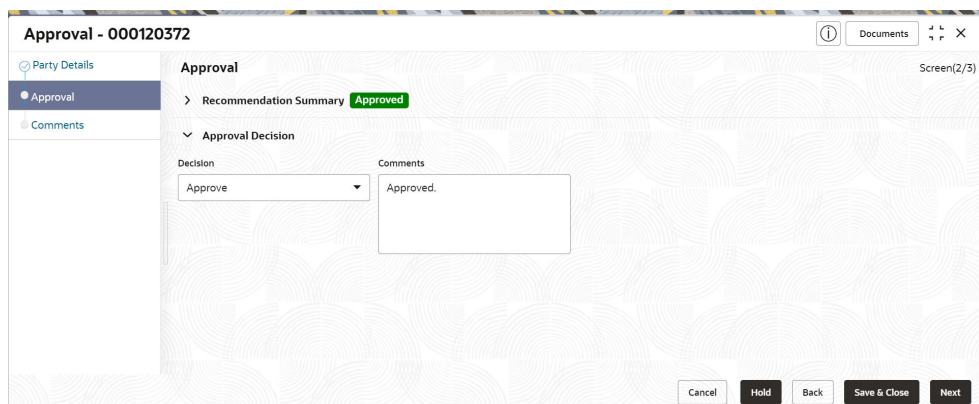 Approval - 000120372
Documents
Party Details
Approval
Comments
Approval
Screen(2/3)
Recommendation Summary Approved
Approval Decision
Decision
Comments
Approve
Approved.
Cancel
Hold
Back
Save & Close
Next